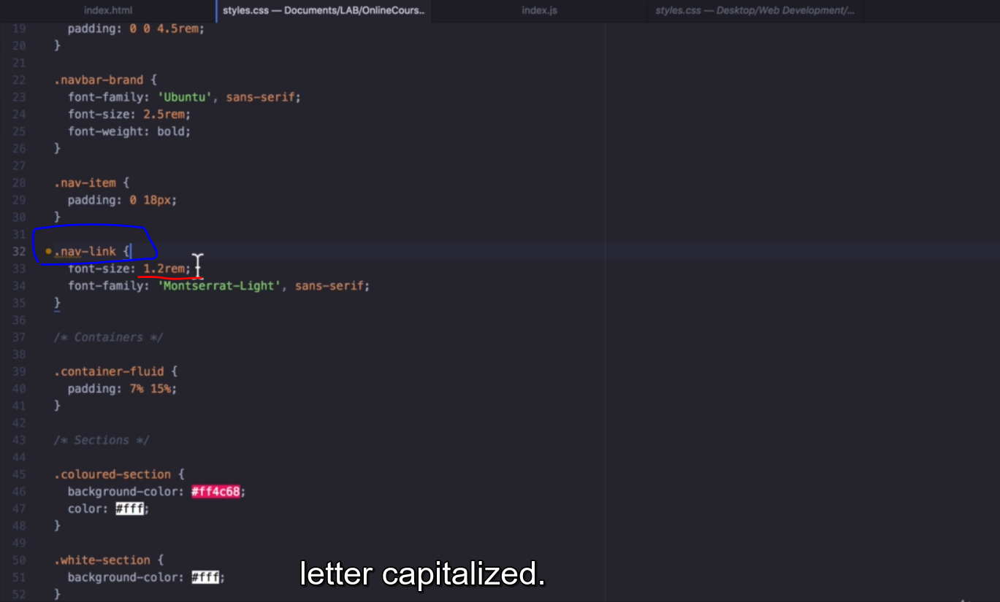 index.html
styles.css — Documents/LAB/OnlineCours...
index.js
styles.css — Desktop/Web Development/...
19 padding: 0 0 4.5rem;
20 }
21
22 .navbar-brand {
23 font-family: 'Ubuntu', sans-serif;
24 font-size: 2.5rem;
25 font-weight: bold;
26 }
27
28 .nav-item {
29 padding: 0 18px;
30 }
31
32 .nav-link {
33 font-size: 1.2rem;
34 font-family: 'Montserrat-Light', sans-serif;
35 }
36
37 /* Containers */
38
39 .container-fluid {
40 padding: 7% 15%;
41 }
42
43 /* Sections */
44
45 .coloured-section {
46 background-color: #ff4c68;
47 color: #fff;
48 }
49
50 .white-section {
51 background-color: #fff;
52 }
letter capitalized.